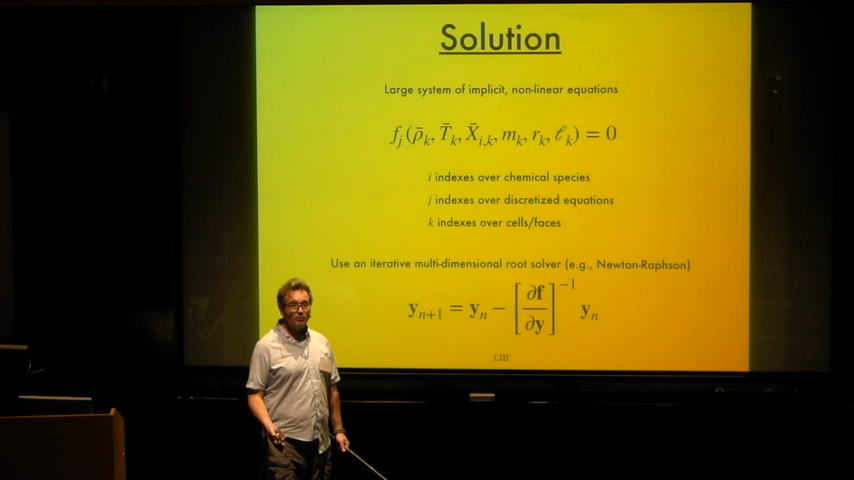 Solution
Large system of implicit, non-linear equations
f_j(ρ̄_k, T̄_k, X̄_{i,k}, m_k, r_k, ℓ_k) = 0
i indexes over chemical species
j indexes over discretized equations
k indexes over cells/faces
Use an iterative multi-dimensional root solver (e.g., Newton-Raphson)
y_{n+1} = y_n − [∂f/∂y]^{−1} y_n